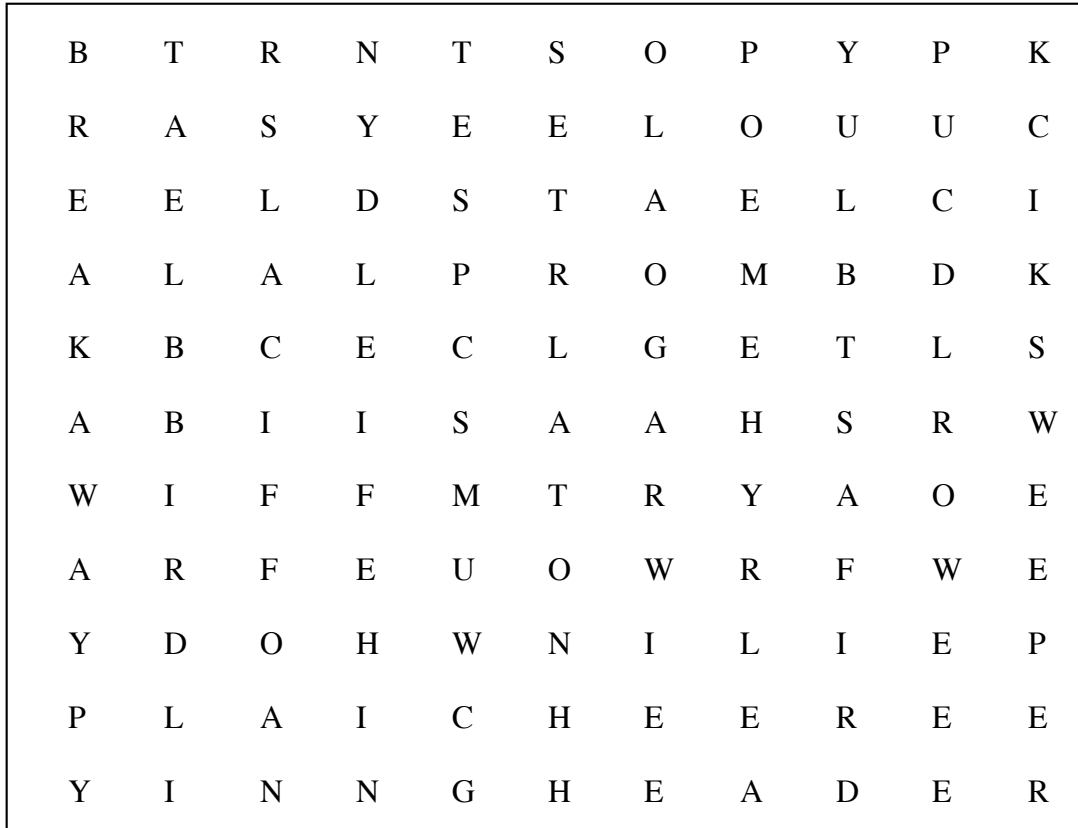 B T R N T S O P Y P K
R A S Y E E L O U U C
E E L D S T A E L C I
A L A L P R O M B D K
K B C E C L G E T L S
A B I I S A A H S R W
W I F F M T R Y A O E
A R F E U O W R F W E
Y D O H W N I L I E P
P L A I C H E E R E E
Y I N N G H E A D E R